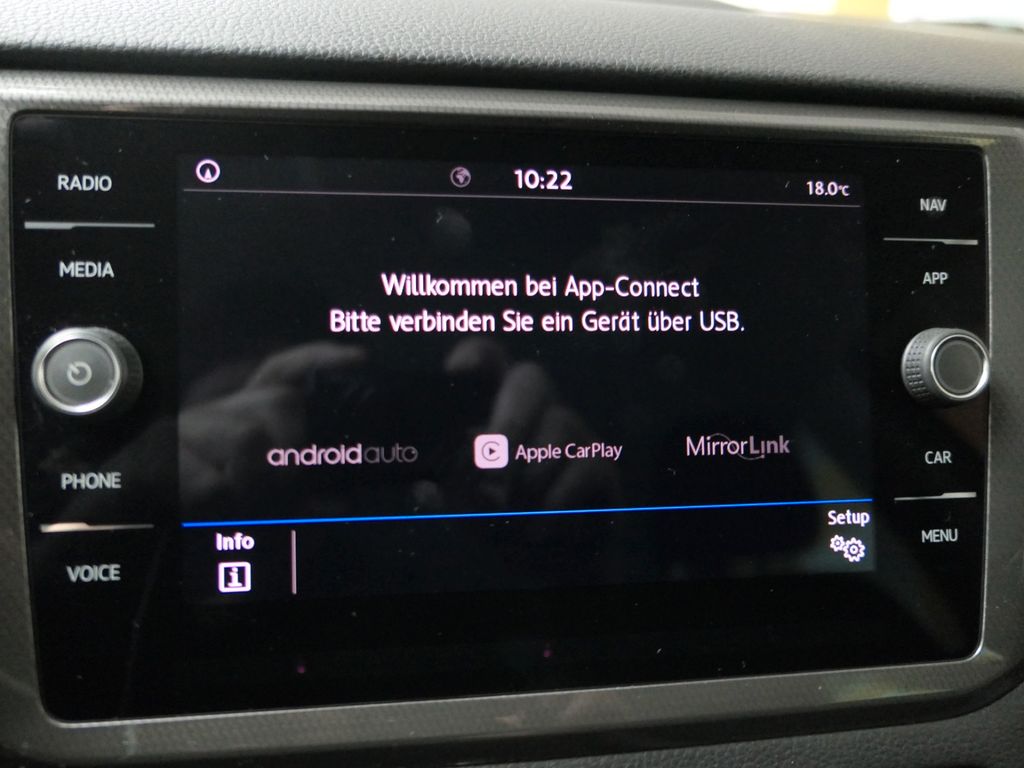 RADIO
MEDIA
PHONE
VOICE
10:22
18.0°C
Willkommen bei App-Connect
Bitte verbinden Sie ein Gerät über USB.
androidauto
Apple CarPlay
MirrorLink
Info
Setup
NAV
APP
CAR
MENU